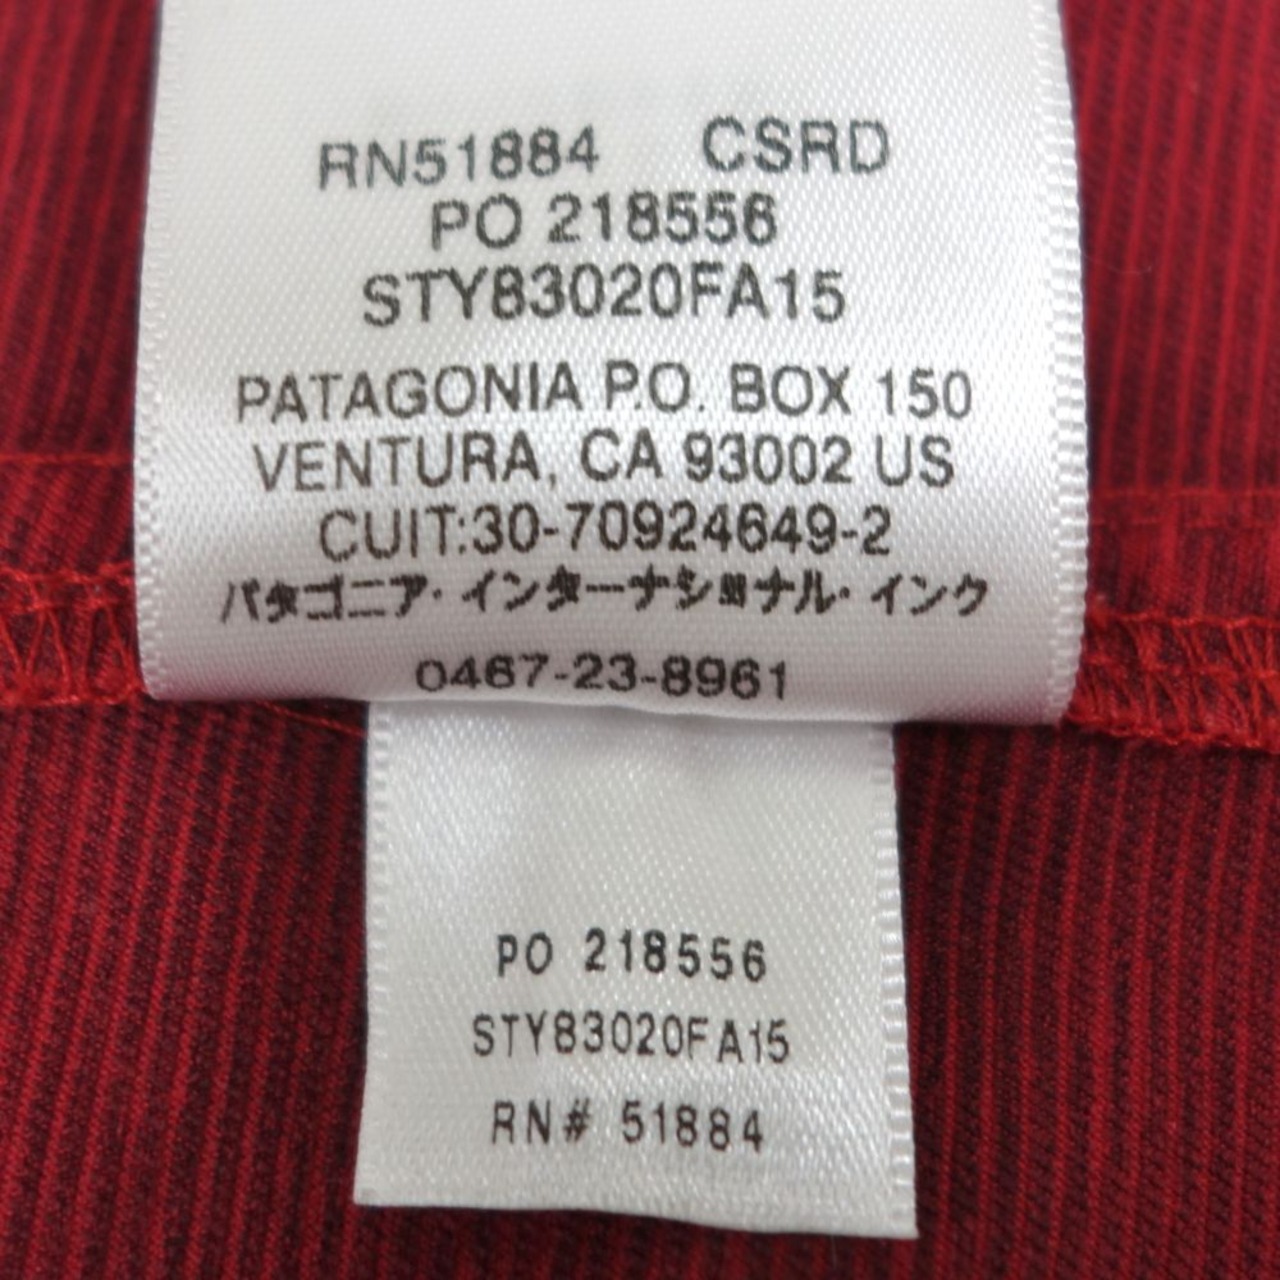 RN51884 CSRD
PO 218556
STY83020FA15
PATAGONIA P.O. BOX 150
VENTURA, CA 93002 US
CUIT:30-70924649-2
パタゴニア・インターナショナル・インク
0467-23-8961
PO 218556
STY83020FA15
RN# 51884